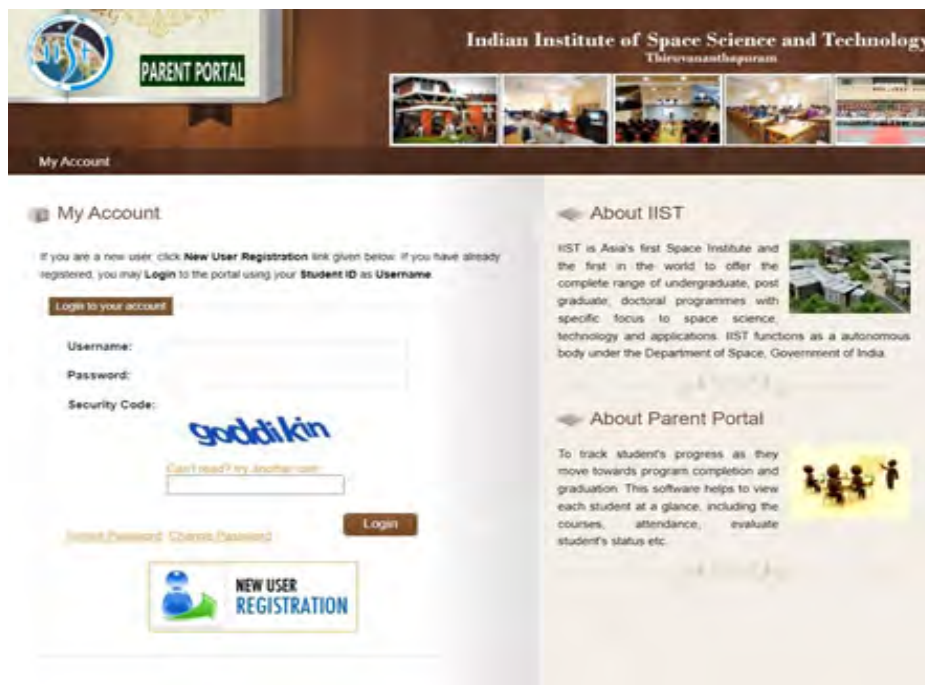 iist
PARENT PORTAL
Indian Institute of Space Science and Technology
Thiruvananthapuram
My Account
My Account
If you are a new user, click New User Registration link given below. If you have already
registered, you may Login to the portal using your Student ID as Username.
Login to your account
Username:
Password:
Security Code:
goddikin
Can't read? try another one
Login
Forgot Password Change Password
NEW USER
REGISTRATION
About IIST
IIST is Asia's first Space Institute and
the first in the world to offer the
complete range of undergraduate, post
graduate, doctoral programmes with
specific focus to space science,
technology and applications. IIST functions as a autonomous
body under the Department of Space, Government of India.
About Parent Portal
To track student's progress as they
move towards program completion and
graduation. This software helps to view
each student at a glance, including the
courses, attendance, evaluate
student's status etc.